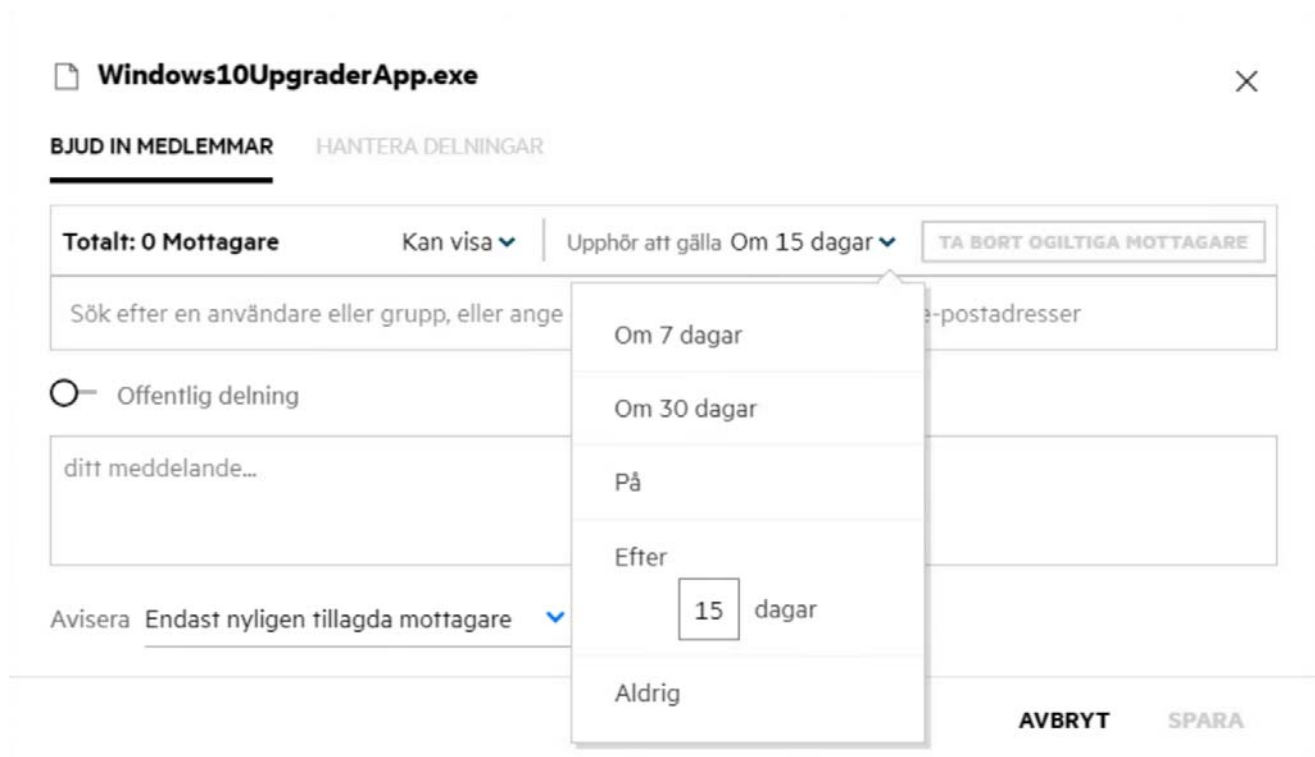 Windows10UpgraderApp.exe
BJUD IN MEDLEMMAR HANTERA DELNINGAR
Totalt: 0 Mottagare Kan visa Upphör att gälla Om 15 dagar TA BORT OGILTIGA MOTTAGARE
Sök efter en användare eller grupp, eller ange e-postadresser
Om 7 dagar
Offentlig delning
Om 30 dagar
ditt meddelande...
På
Efter
15 dagar
Avisera Endast nyligen tillagda mottagare
Aldrig
AVBRYT SPARA